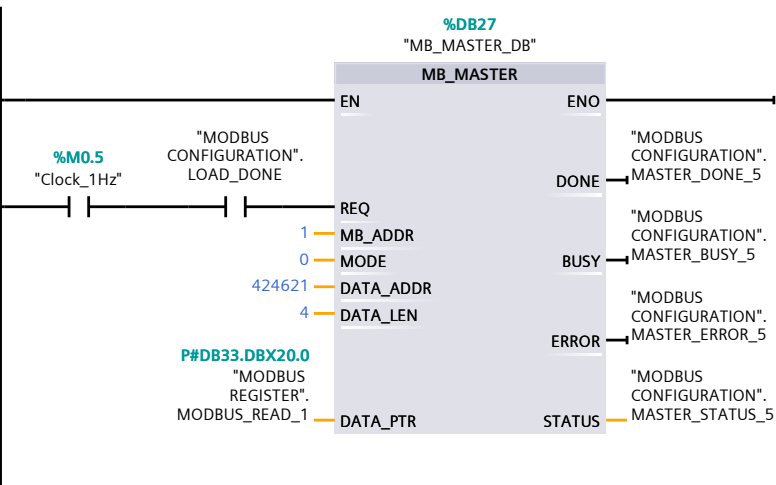 %DB27
"MB_MASTER_DB"
MB_MASTER
EN
ENO
"MODBUS
CONFIGURATION".
MASTER_DONE_5
DONE
%M0.5
"Clock_1Hz"
"MODBUS
CONFIGURATION".
LOAD_DONE
REQ
1
MB_ADDR
"MODBUS
CONFIGURATION".
MASTER_BUSY_5
BUSY
0
MODE
424621
DATA_ADDR
4
DATA_LEN
"MODBUS
CONFIGURATION".
MASTER_ERROR_5
ERROR
P#DB33.DBX20.0
"MODBUS
REGISTER".
MODBUS_READ_1
DATA_PTR
"MODBUS
CONFIGURATION".
MASTER_STATUS_5
STATUS